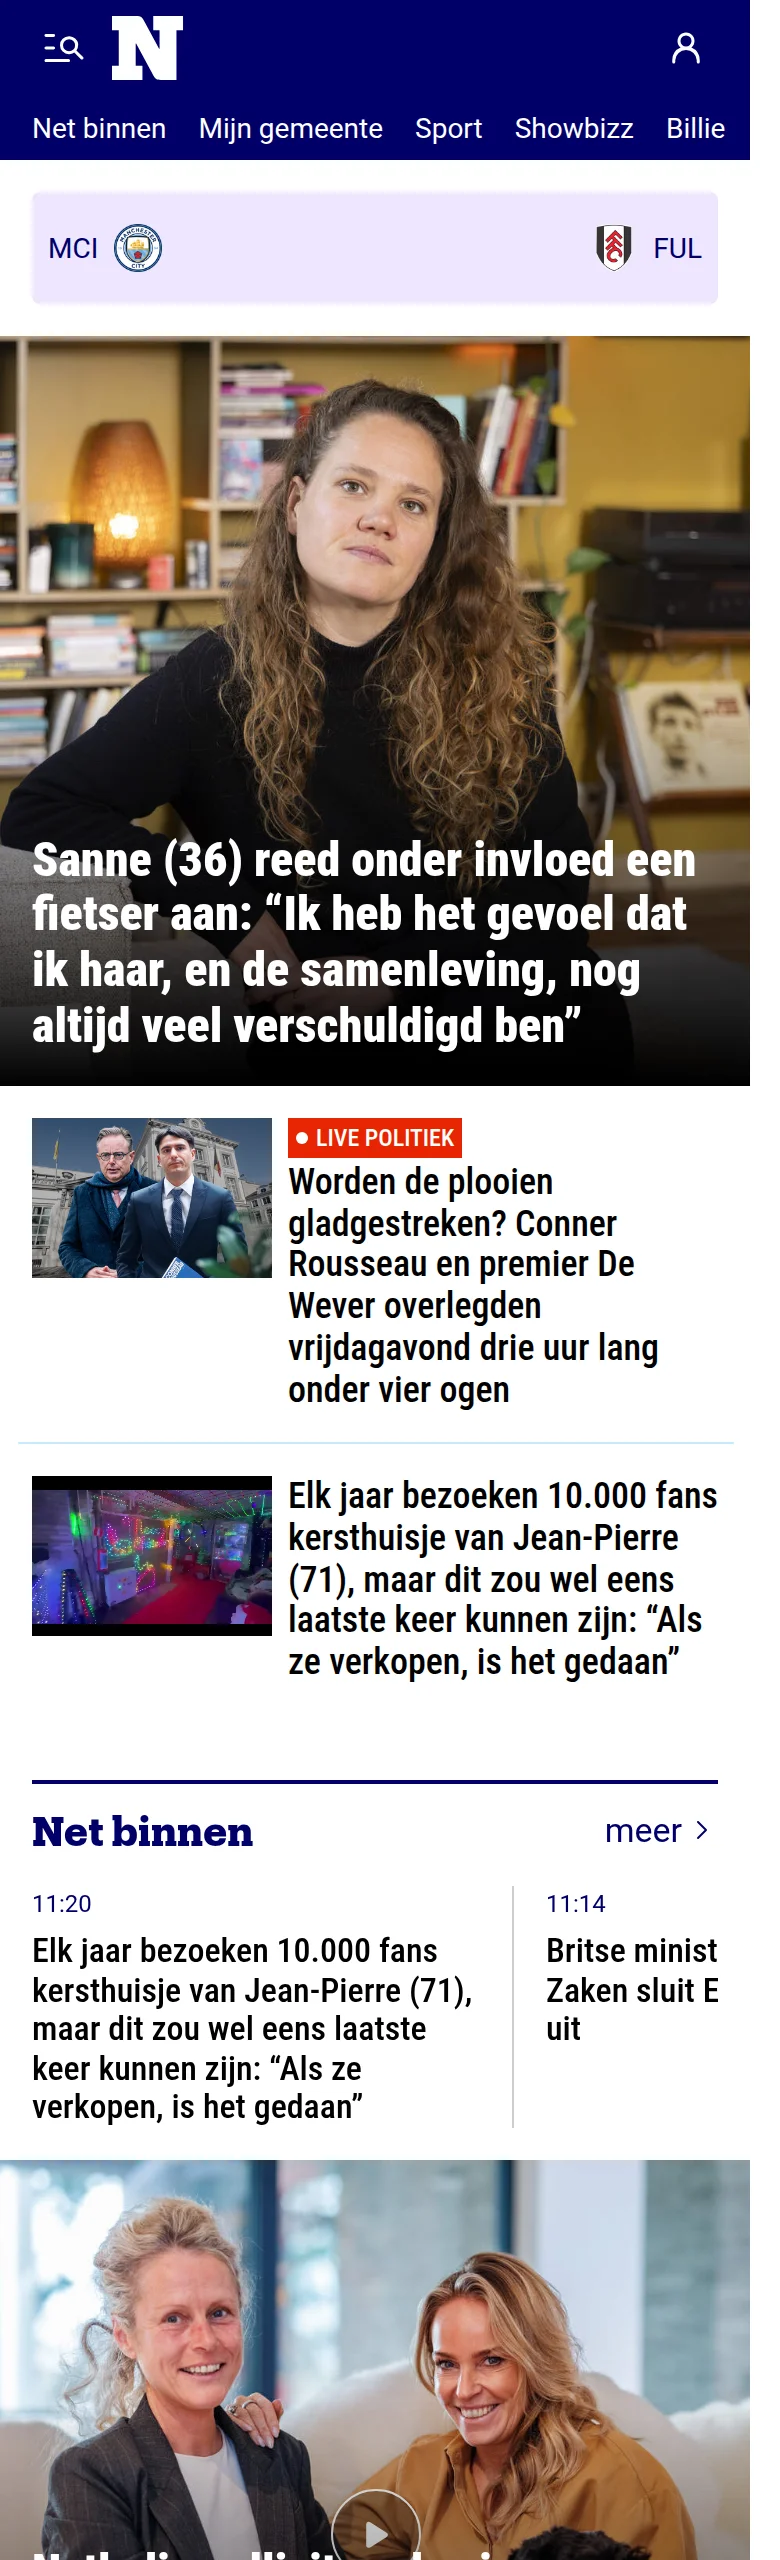 N
Net binnen Mijn gemeente Sport Showbizz Billie
MCI
FUL
Sanne (36) reed onder invloed een
fietser aan: “Ik heb het gevoel dat
ik haar, en de samenleving, nog
altijd veel verschuldigd ben”
LIVE POLITIEK
Worden de plooien
gladgestreken? Conner
Rousseau en premier De
Wever overlegden
vrijdagavond drie uur lang
onder vier ogen
Elk jaar bezoeken 10.000 fans
kersthuisje van Jean-Pierre
(71), maar dit zou wel eens
laatste keer kunnen zijn: “Als
ze verkopen, is het gedaan”
Net binnen
meer
11:20
Elk jaar bezoeken 10.000 fans
kersthuisje van Jean-Pierre (71),
maar dit zou wel eens laatste
keer kunnen zijn: “Als ze
verkopen, is het gedaan”
11:14
Britse minist
Zaken sluit E
uit